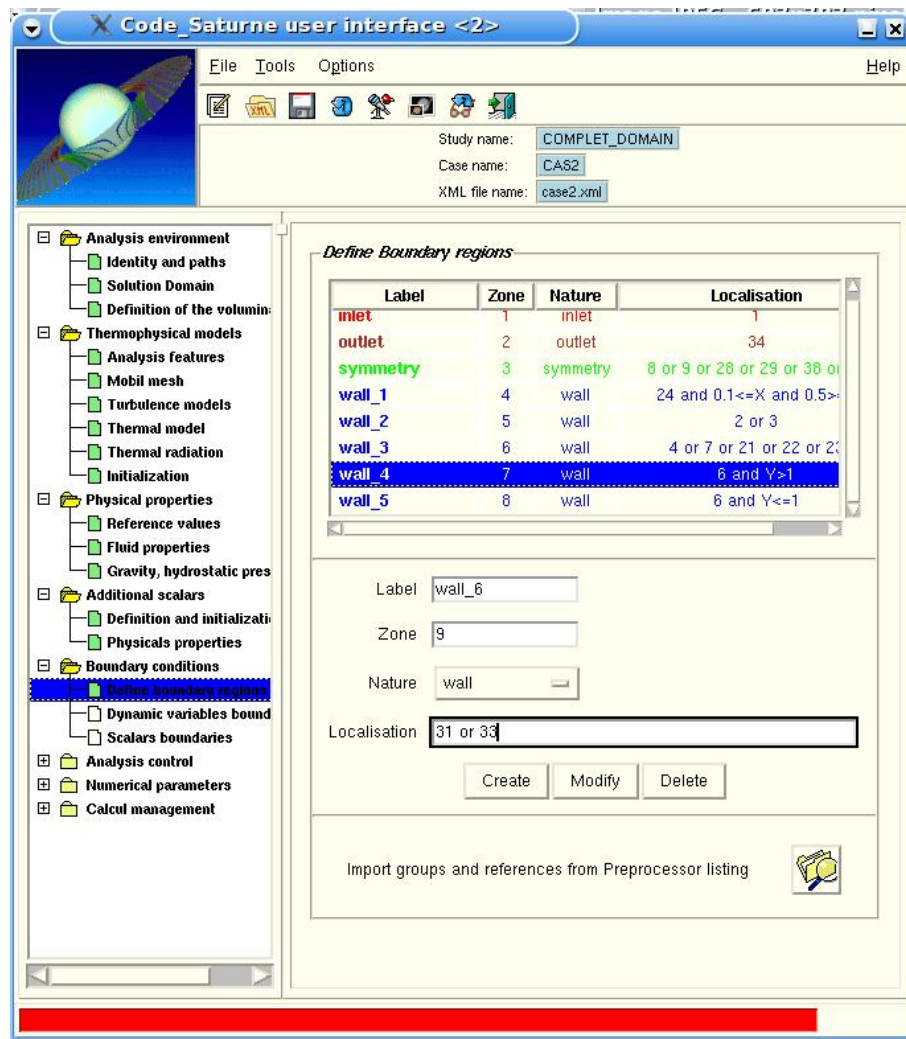 Code_Saturne user interface <2>
File Tools Options Help
XML
Study name: COMPLET_DOMAIN
Case name: CAS2
XML file name: case2.xml
Analysis environment
Identity and paths
Solution Domain
Definition of the volumin
Thermophysical models
Analysis features
Mobil mesh
Turbulence models
Thermal model
Thermal radiation
Initialization
Physical properties
Reference values
Fluid properties
Gravity, hydrostatic pres
Additional scalars
Definition and initializati
Physicals properties
Boundary conditions
Define boundary regions
Dynamic variables bound
Scalars boundaries
Analysis control
Numerical parameters
Calcul management
Define Boundary regions
Label Zone Nature Localisation
inlet 1 inlet 1
outlet 2 outlet 34
symmetry 3 symmetry 8 or 9 or 28 or 29 or 38 or
wall_1 4 wall 24 and 0.1<=X and 0.5>=
wall_2 5 wall 2 or 3
wall_3 6 wall 4 or 7 or 21 or 22 or 23
wall_4 7 wall 6 and Y>1
wall_5 8 wall 6 and Y<=1
Label wall_6
Zone 9
Nature wall
Localisation 31 or 33
Create Modify Delete
Import groups and references from Preprocessor listing